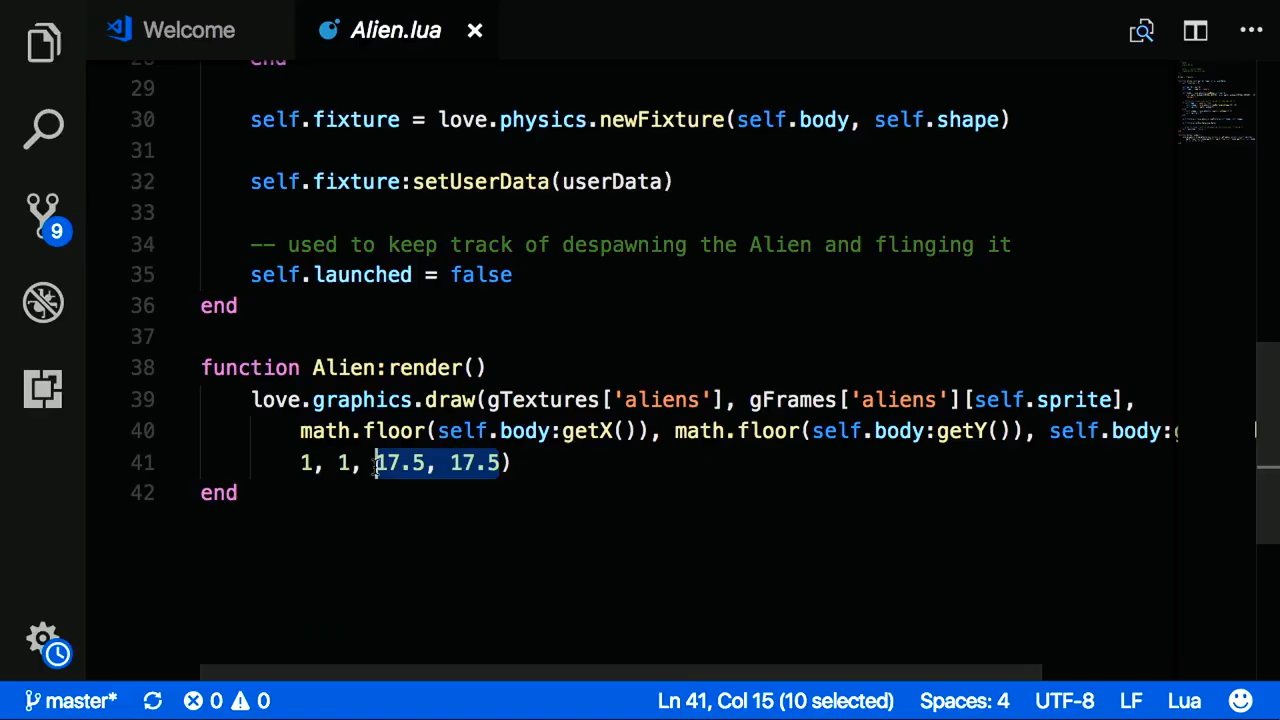 Welcome
Alien.lua
28 end
29
30 self.fixture = love.physics.newFixture(self.body, self.shape)
31
32 self.fixture:setUserData(userData)
33
34 -- used to keep track of despawning the Alien and flinging it
35 self.launched = false
36 end
37
38 function Alien:render()
39 love.graphics.draw(gTextures['aliens'], gFrames['aliens'][self.sprite],
40 math.floor(self.body:getX()), math.floor(self.body:getY()), self.body:g
41 1, 1, 17.5, 17.5)
42 end
9
master* 0 0 Ln 41, Col 15 (10 selected) Spaces: 4 UTF-8 LF Lua